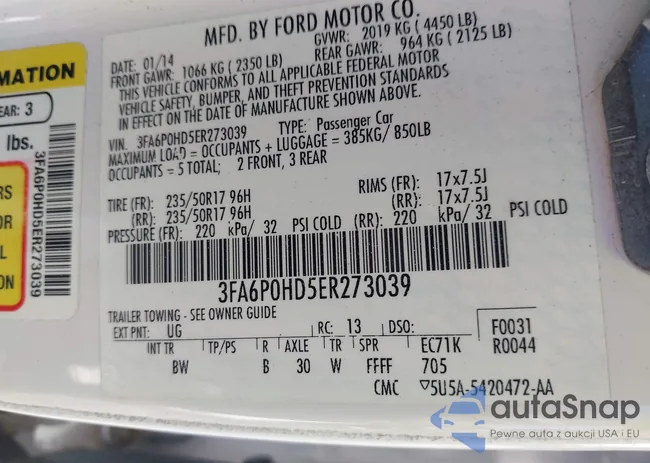 MFD. BY FORD MOTOR CO.
DATE: 01/14 GVWR: 2019 KG ( 4450 LB)
FRONT GAWR: 1066 KG ( 2350 LB) REAR GAWR: 964 KG ( 2125 LB)
THIS VEHICLE CONFORMS TO ALL APPLICABLE FEDERAL MOTOR
VEHICLE SAFETY, BUMPER, AND THEFT PREVENTION STANDARDS
IN EFFECT ON THE DATE OF MANUFACTURE SHOWN ABOVE.
VIN: 3FA6P0HD5ER273039 TYPE: Passenger Car
MAXIMUM LOAD = OCCUPANTS + LUGGAGE = 385KG/ 850LB
OCCUPANTS = 5 TOTAL; 2 FRONT, 3 REAR
TIRE (FR): 235/50R17 96H RIMS (FR): 17x7.5J
(RR): 235/50R17 96H (RR): 17x7.5J
PRESSURE (FR): 220 kPa/ 32 PSI COLD (RR): 220 kPa/ 32 PSI COLD
3FA6P0HD5ER273039
TRAILER TOWING - SEE OWNER GUIDE
EXT PNT: UG RC: 13 DSO: F0031
INT TR TP/PS R AXLE TR SPR EC71K R0044
BW B 30 W FFFF 705
CMC ▽5U5A-5420472-AA
RMATION
EAR: 3
lbs.
RS
OR
D
3FA6P0HD5ER273039
autaSnap
Pewne auta z aukcji USA i EU